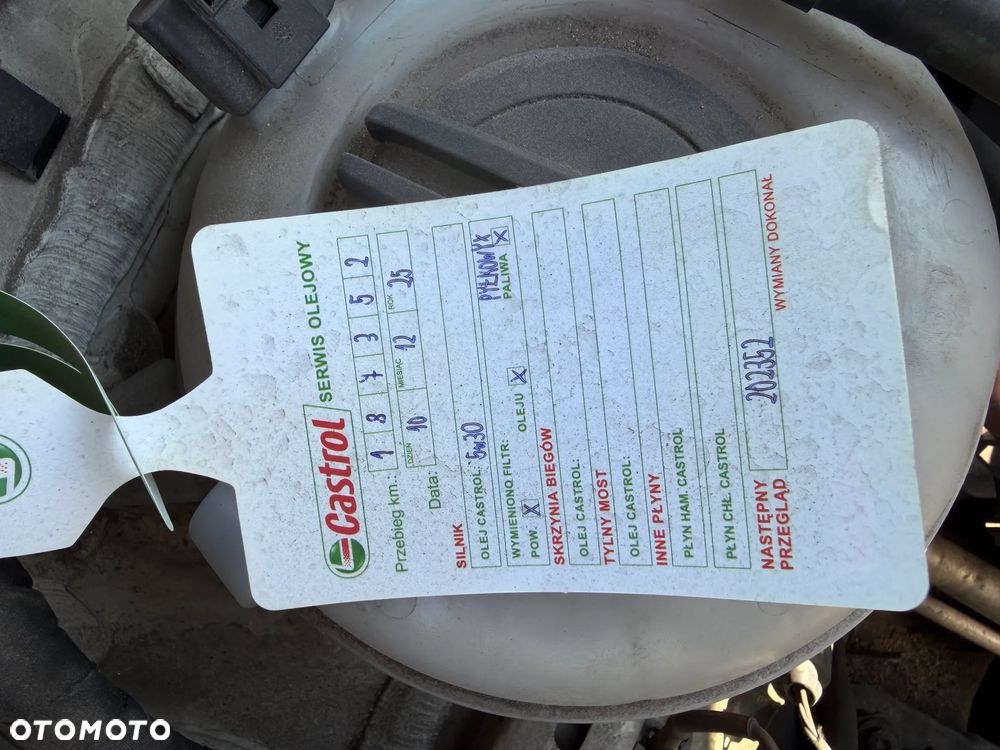 Castrol SERWIS OLEJOWY
Przebieg km.: 1 8 7 3 5 2
Data: DZIEŃ 10 MIESIĄC 12 ROK 25
SILNIK
OLEJ CASTROL: 5w30
WYMIENIONO FILTR: PYŁKOWY X
POW. X OLEJU X PALIWA X
SKRZYNIA BIEGÓW
OLEJ CASTROL:
TYLNY MOST
OLEJ CASTROL:
INNE PŁYNY
PŁYN HAM. CASTROL
PŁYN CHŁ. CASTROL
NASTĘPNY
PRZEGLĄD 202352
WYMIANY DOKONAŁ
OTOMOTO